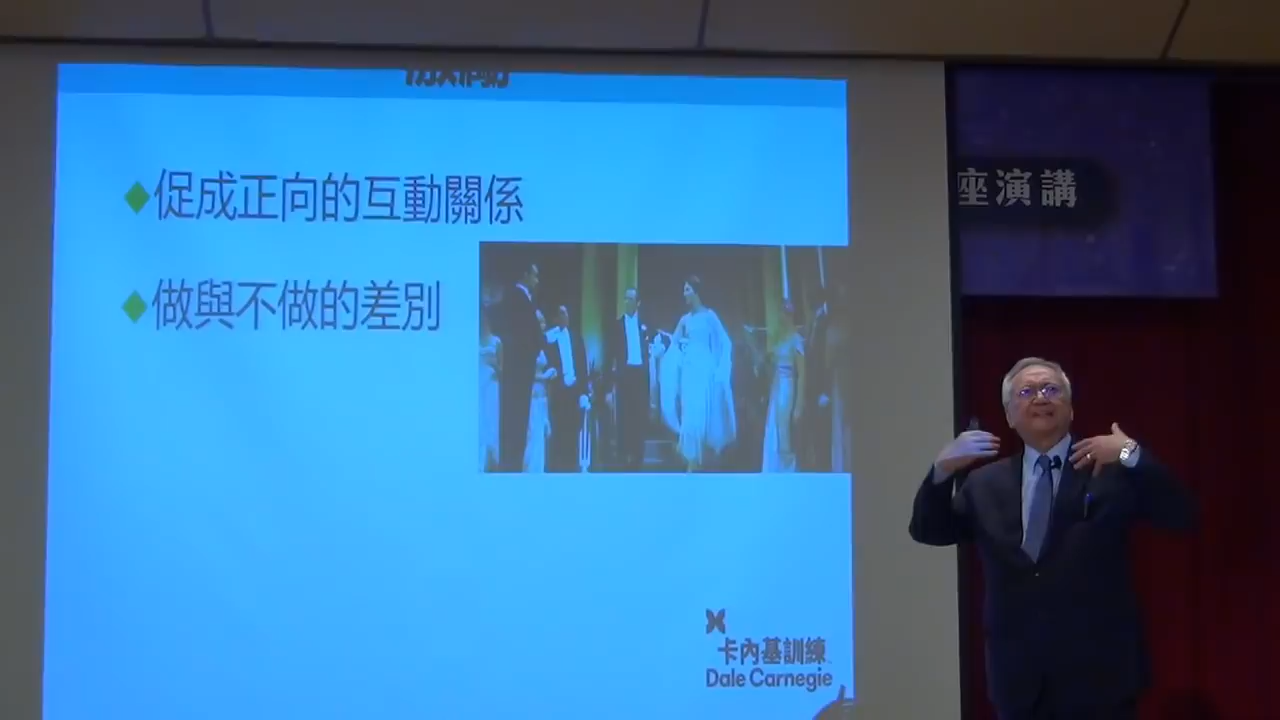 促成正向的互動關係
做與不做的差別
座演講
卡內基訓練
Dale Carnegie